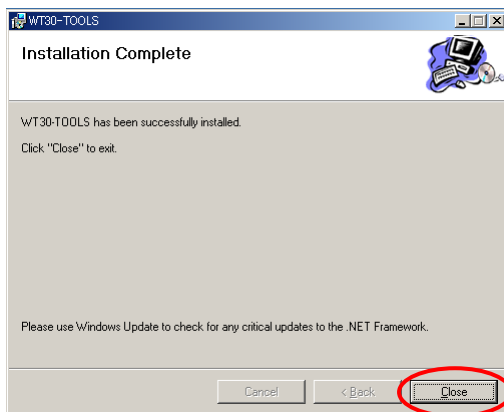 WT30-TOOLS
Installation Complete
WT30-TOOLS has been successfully installed.
Click "Close" to exit.
Please use Windows Update to check for any critical updates to the .NET Framework.
Cancel < Back Close